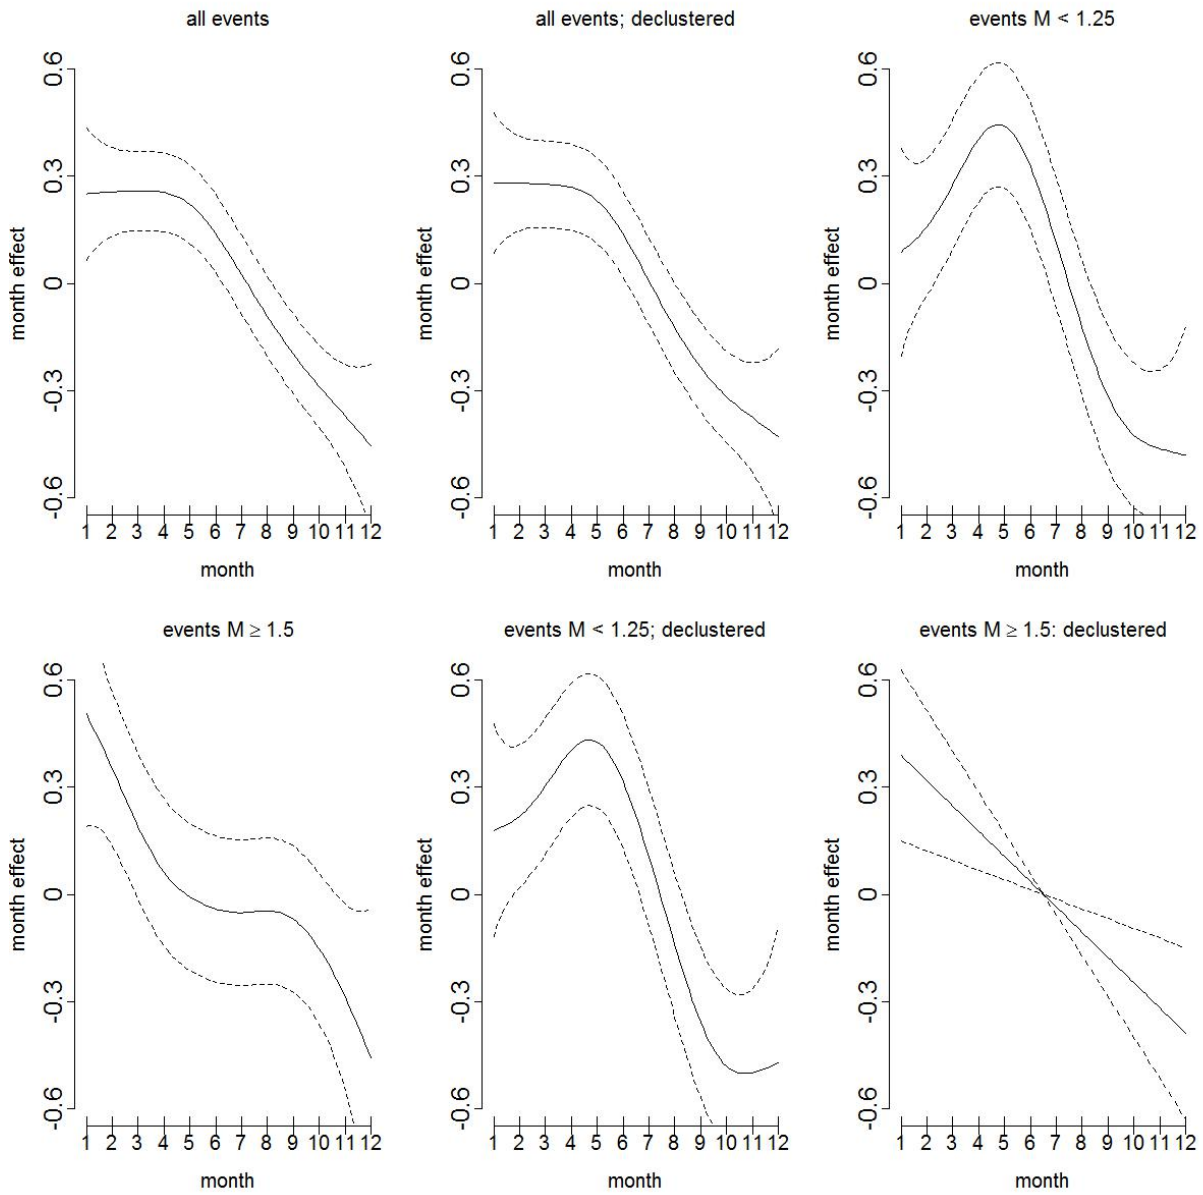 all events
all events; declustered
events M < 1.25
month effect
0.6
0.3
0
-0.3
-0.6
1 2 3 4 5 6 7 8 9 10 11 12
month
month effect
0.6
0.3
0
-0.3
-0.6
1 2 3 4 5 6 7 8 9 10 11 12
month
month effect
0.6
0.3
0
-0.3
-0.6
1 2 3 4 5 6 7 8 9 10 11 12
month
events M ≥ 1.5
events M < 1.25; declustered
events M ≥ 1.5: declustered
month effect
0.6
0.3
0
-0.3
-0.6
1 2 3 4 5 6 7 8 9 10 11 12
month
month effect
0.6
0.3
0
-0.3
-0.6
1 2 3 4 5 6 7 8 9 10 11 12
month
month effect
0.6
0.3
0
-0.3
-0.6
1 2 3 4 5 6 7 8 9 10 11 12
month